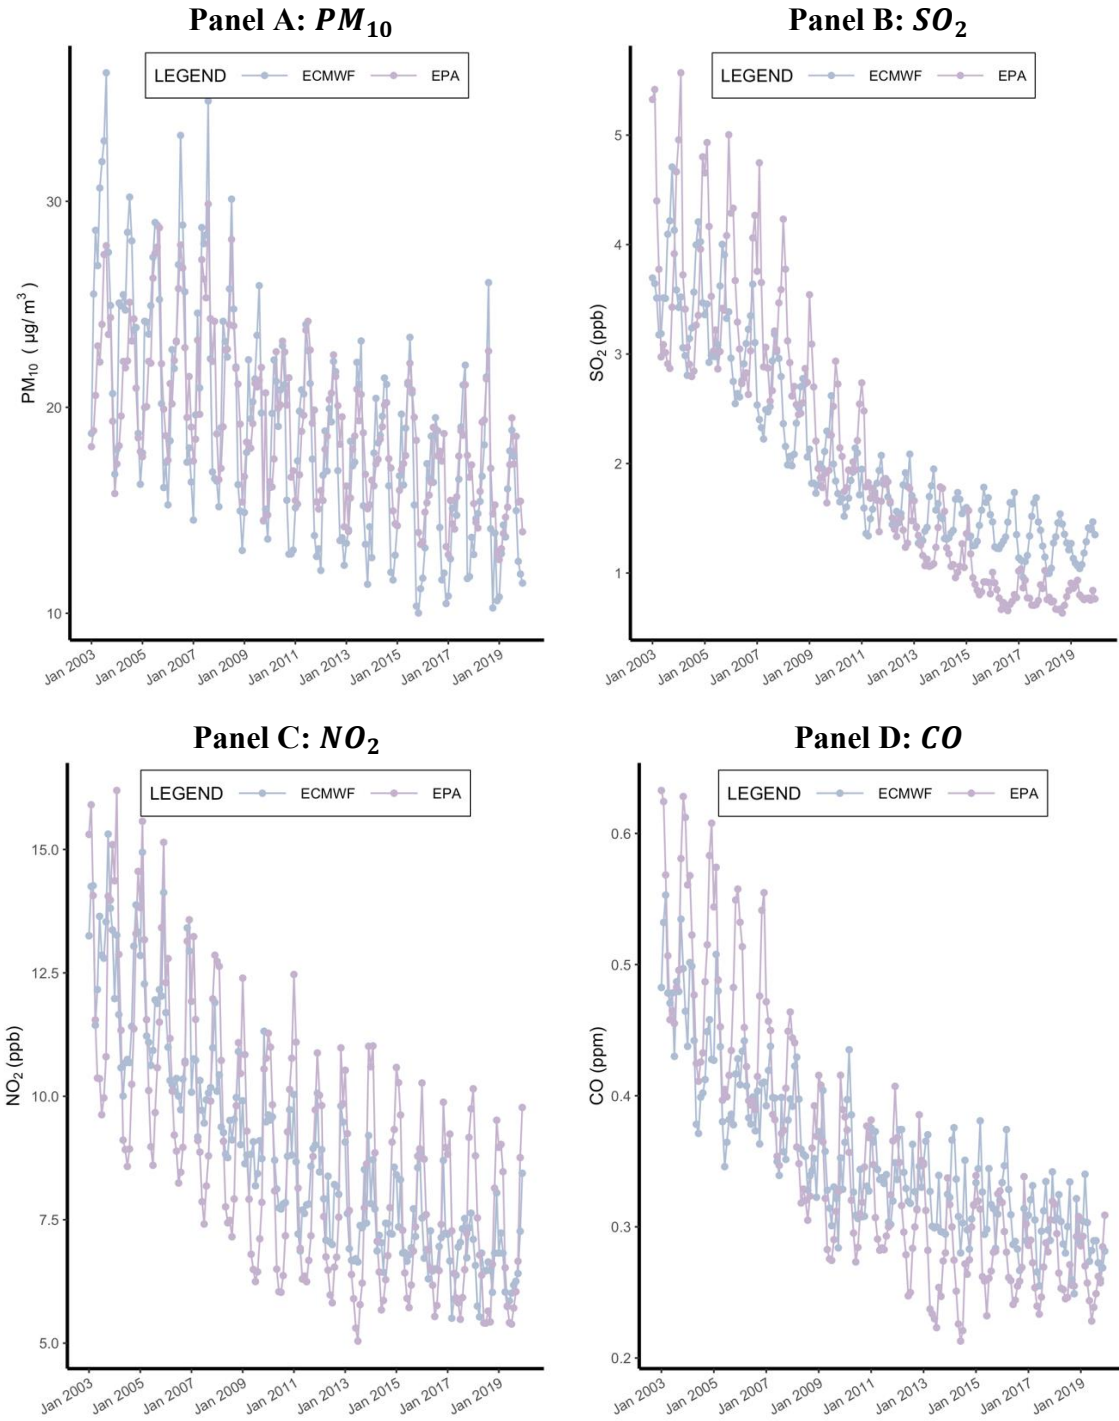 Panel A: PM₁₀
LEGEND ECMWF EPA
PM₁₀ ( µg/ m³ )
30
20
10
Jan 2003 Jan 2005 Jan 2007 Jan 2009 Jan 2011 Jan 2013 Jan 2015 Jan 2017 Jan 2019
Panel B: SO₂
LEGEND ECMWF EPA
SO₂ (ppb)
5
4
3
2
1
Jan 2003 Jan 2005 Jan 2007 Jan 2009 Jan 2011 Jan 2013 Jan 2015 Jan 2017 Jan 2019
Panel C: NO₂
LEGEND ECMWF EPA
NO₂ (ppb)
15.0
12.5
10.0
7.5
5.0
Jan 2003 Jan 2005 Jan 2007 Jan 2009 Jan 2011 Jan 2013 Jan 2015 Jan 2017 Jan 2019
Panel D: CO
LEGEND ECMWF EPA
CO (ppm)
0.6
0.5
0.4
0.3
0.2
Jan 2003 Jan 2005 Jan 2007 Jan 2009 Jan 2011 Jan 2013 Jan 2015 Jan 2017 Jan 2019